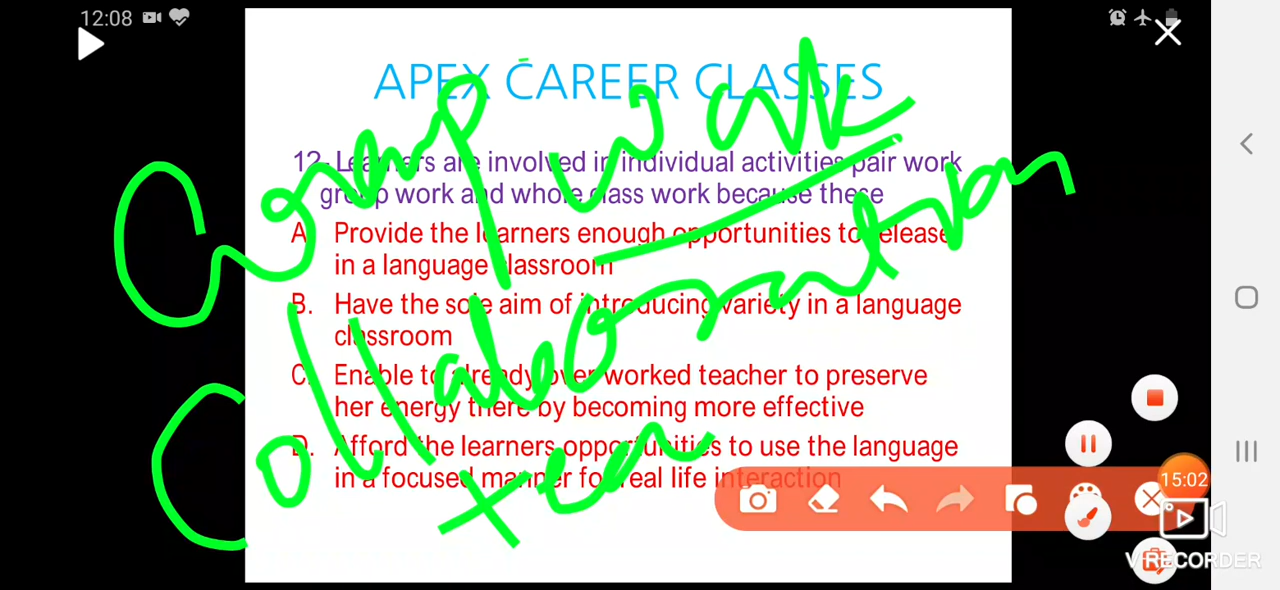 12:08
APEX CAREER CLASSES
Group work
12- Learners are involved in individual activities pair work
group work and whole class work because these
A. Provide the learners enough opportunities to release
in a language classroom
B. Have the sole aim of introducing variety in a language
classroom
C. Enable to already over worked teacher to preserve
her energy there by becoming more effective
Collaboration
D. Afford the learners opportunities to use the language
in a focused manner for real life interaction
15:02
V RECORDER